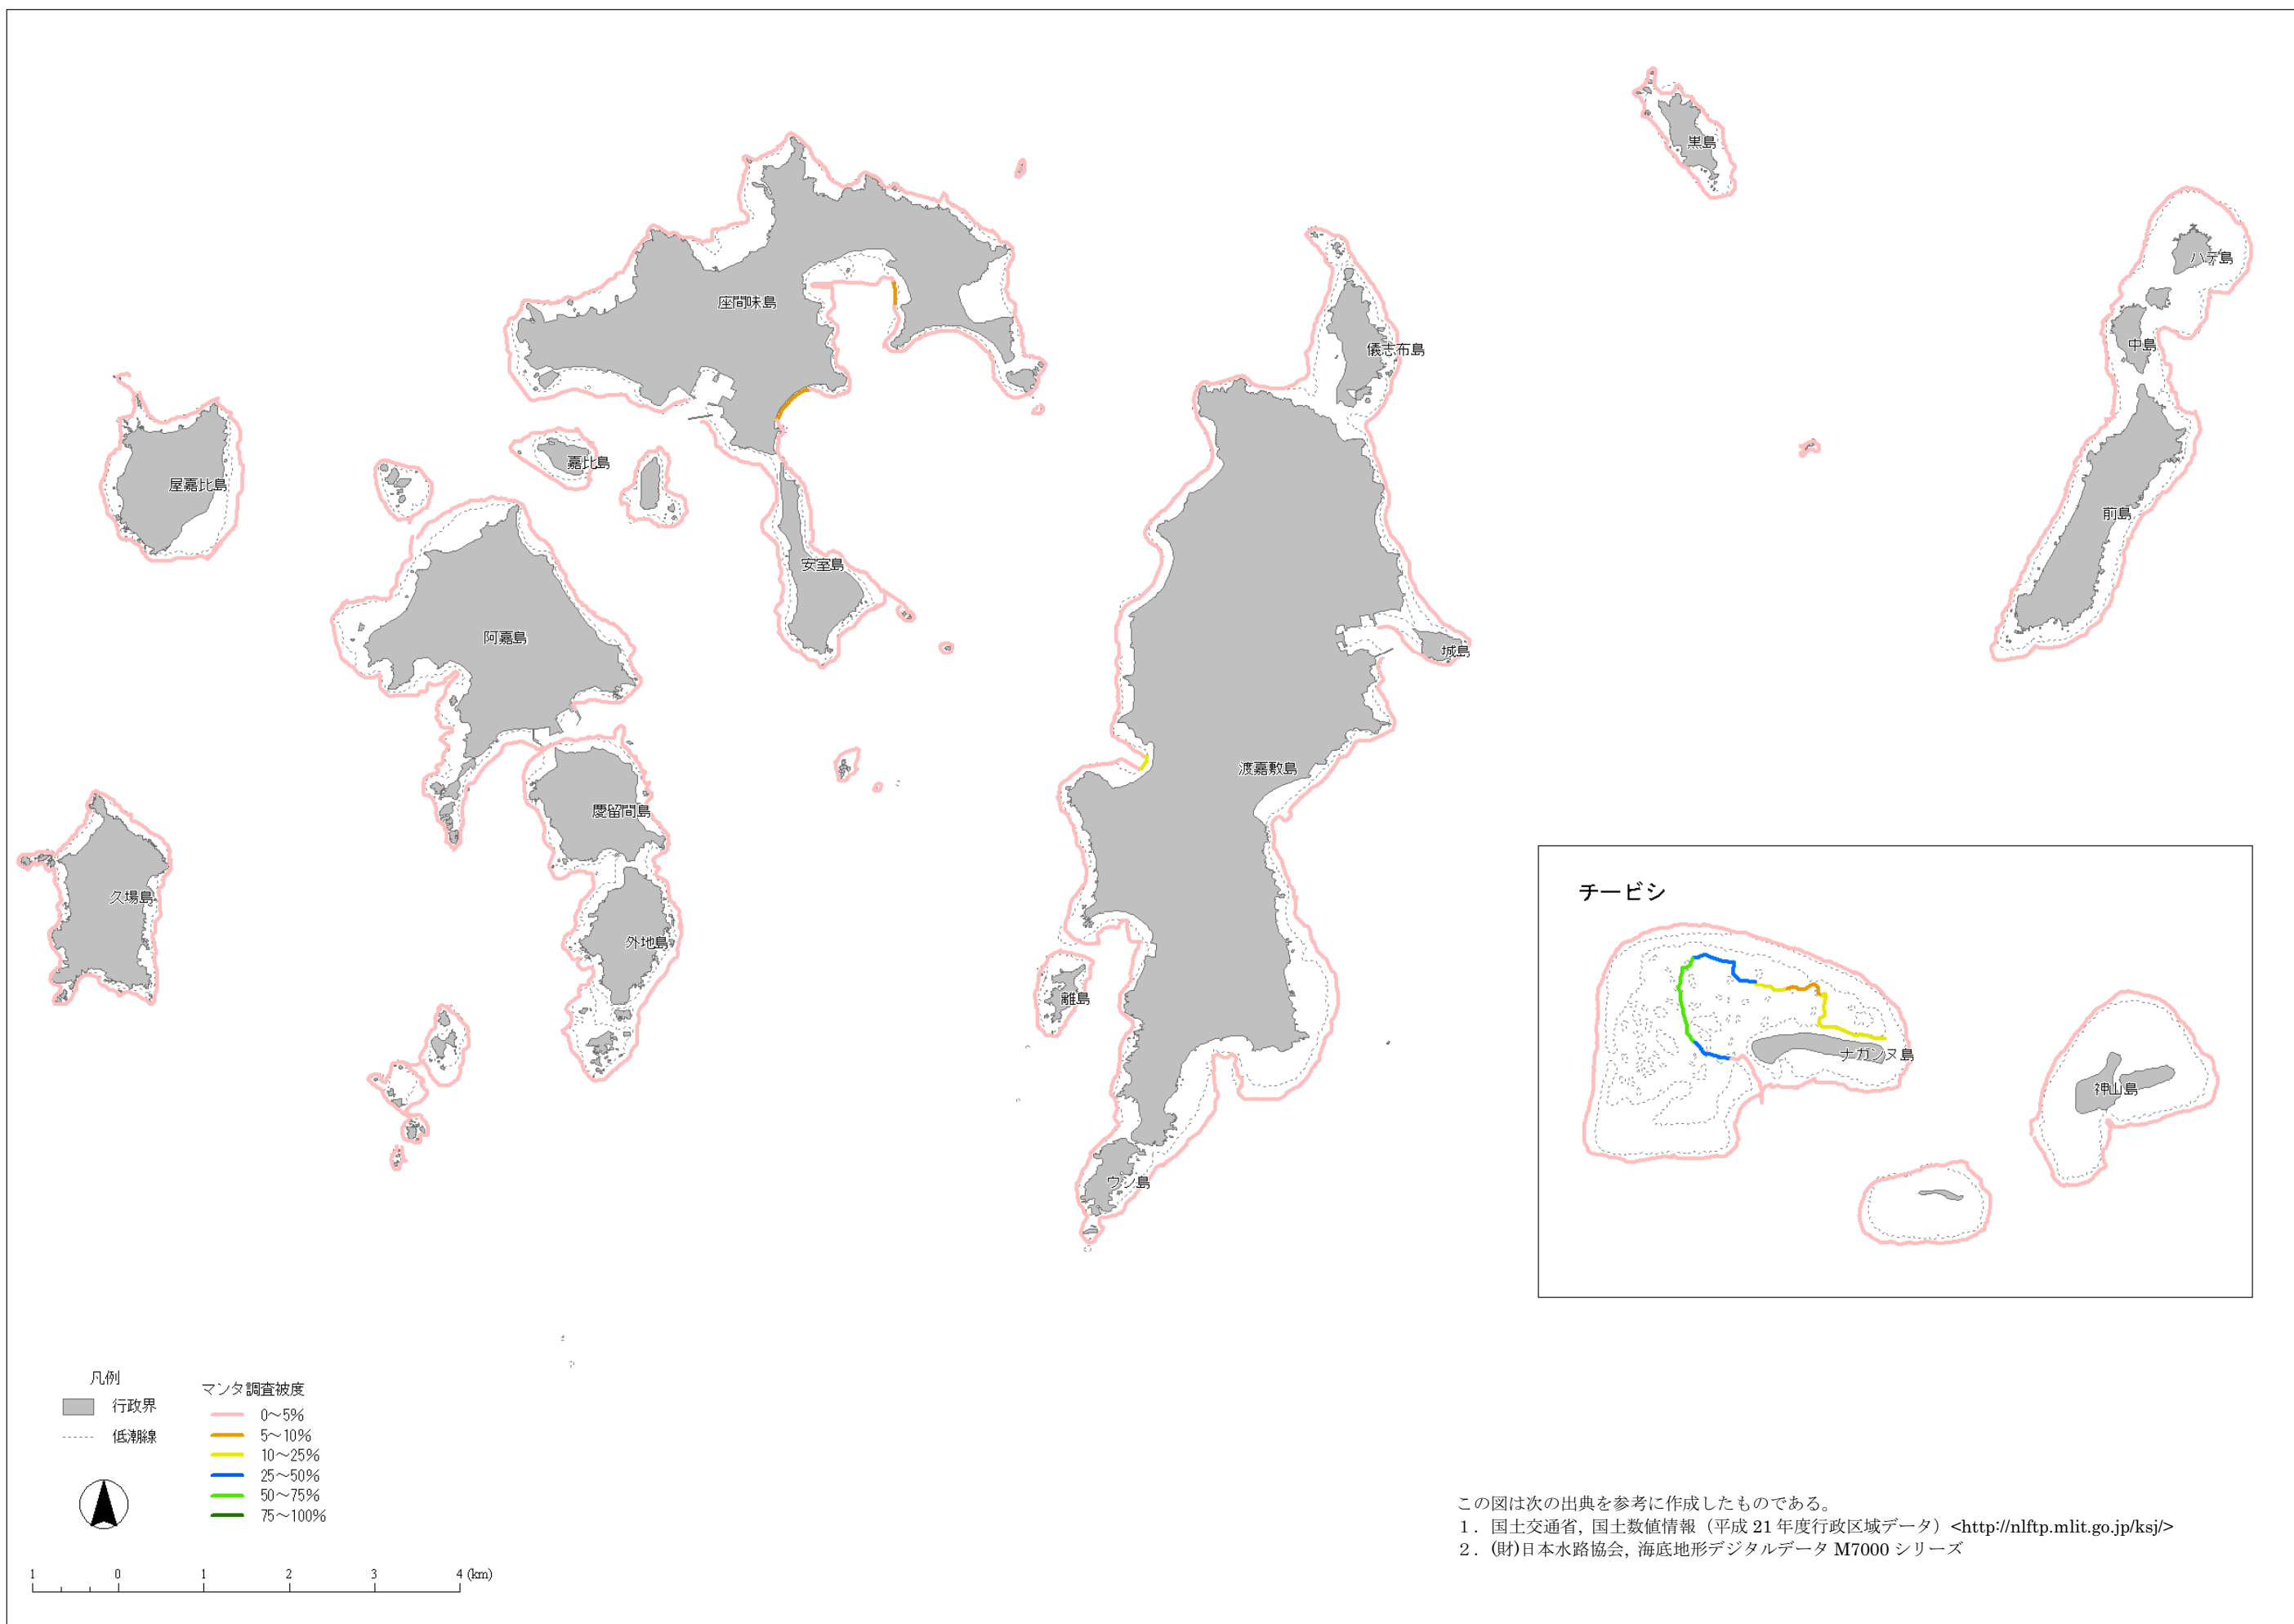 黒島
ハテ島
座間味島
中島
儀志布島
嘉比島
屋嘉比島
前島
安室島
阿嘉島
城島
渡嘉敷島
慶留間島
久場島
外地島
離島
ウン島
チービシ
ナガンヌ島
神山島
凡例
行政界
低潮線
マンタ調査被度
0～5%
5～10%
10～25%
25～50%
50～75%
75～100%
1 0 1 2 3 4 (km)
この図は次の出典を参考に作成したものである。
1．国土交通省, 国土数値情報（平成 21 年度行政区域データ）<http://nlftp.mlit.go.jp/ksj/>
2．(財)日本水路協会, 海底地形デジタルデータ M7000 シリーズ